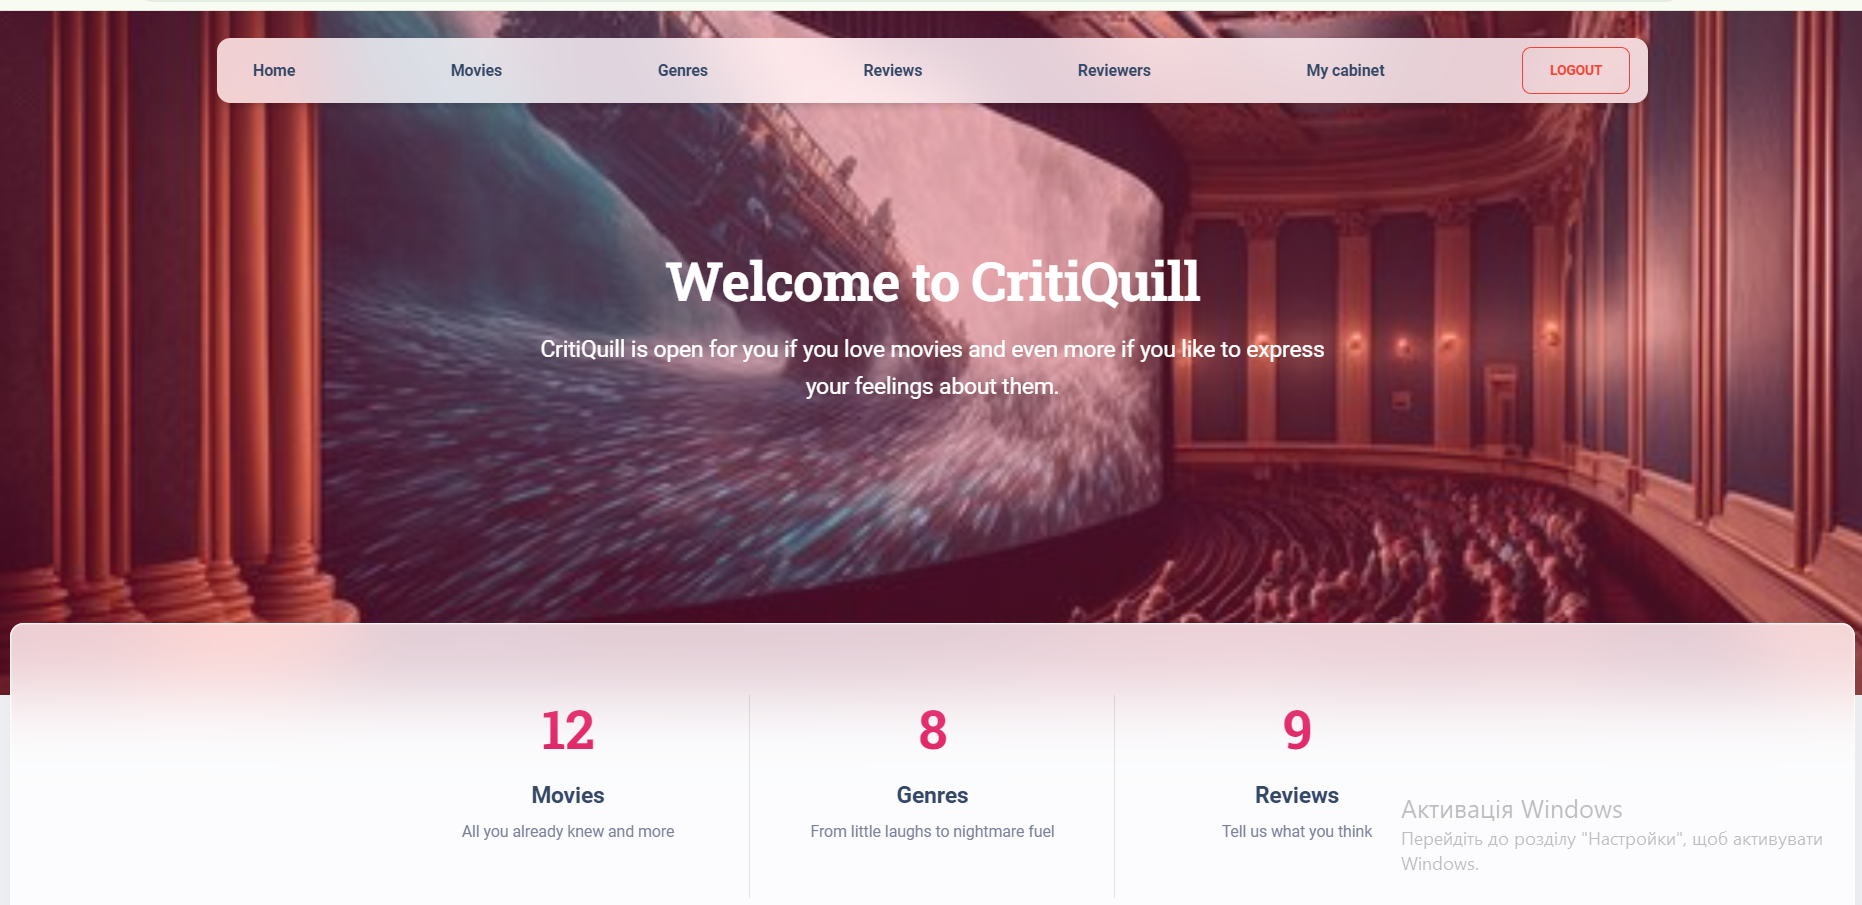 Home Movies Genres Reviews Reviewers My cabinet LOGOUT
Welcome to CritiQuill
CritiQuill is open for you if you love movies and even more if you like to express
your feelings about them.
12 8 9
Movies Genres Reviews
All you already knew and more From little laughs to nightmare fuel Tell us what you think
Активація Windows
Перейдіть до розділу "Настройки", щоб активувати
Windows.